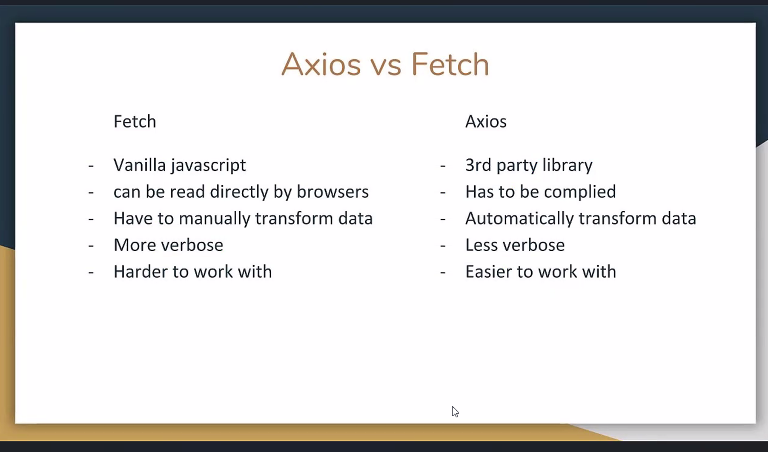 Axios vs Fetch
Fetch
- Vanilla javascript
- can be read directly by browsers
- Have to manually transform data
- More verbose
- Harder to work with
Axios
- 3rd party library
- Has to be complied
- Automatically transform data
- Less verbose
- Easier to work with